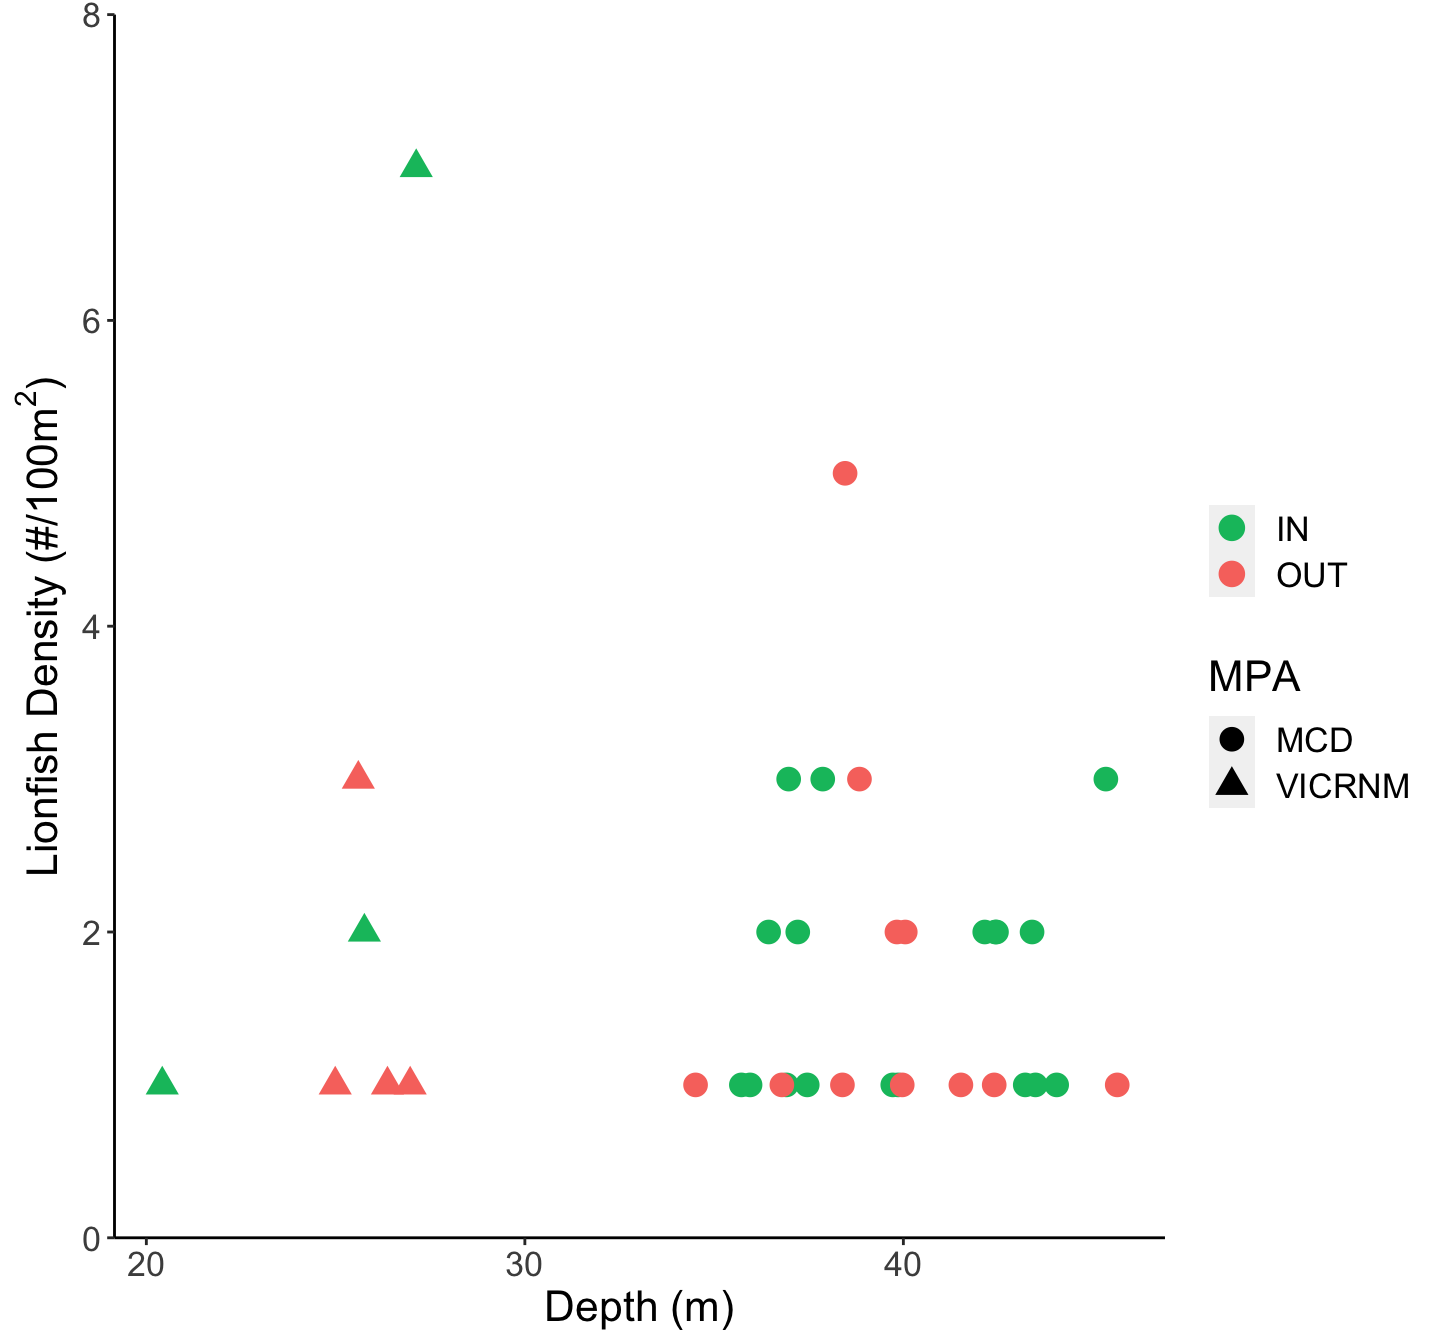 8
6
4
2
0
Lionfish Density (#/100m²)
20 30 40
Depth (m)
IN
OUT
MPA
MCD
VICRNM